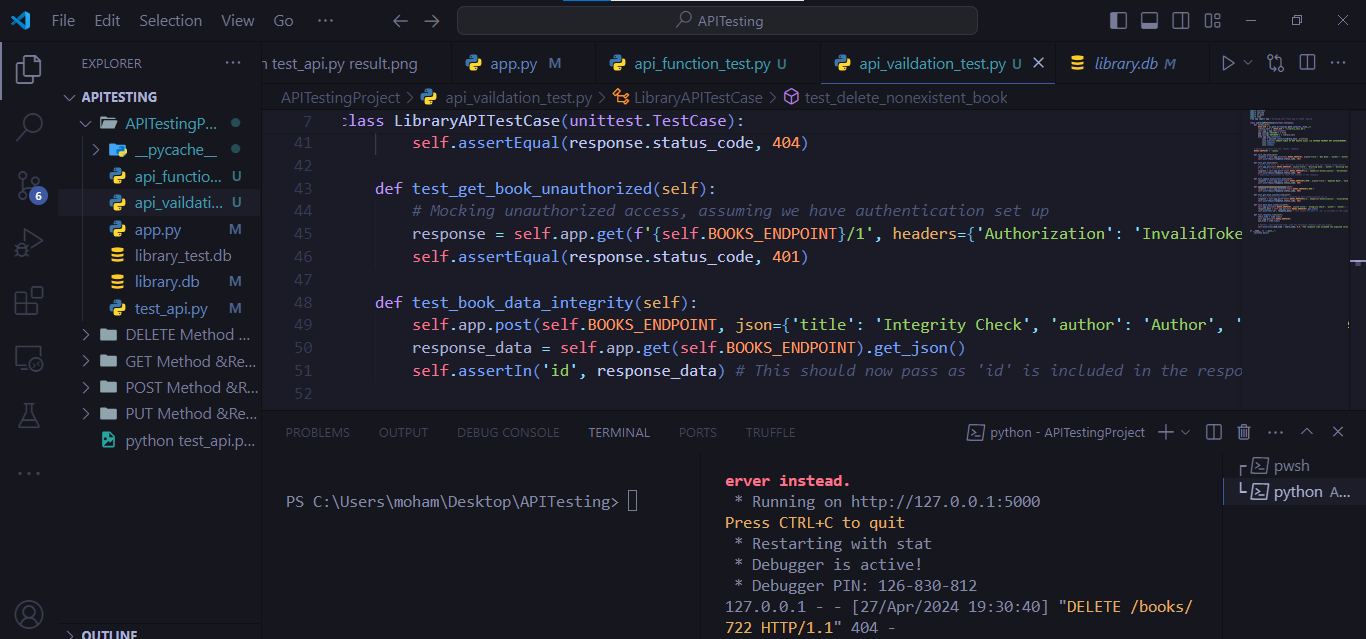 File Edit Selection View Go ···
APITesting
EXPLORER
APITESTING
APITestingP...
__pycache__
api_functio... U
api_vaildati... U
app.py M
library_test.db
library.db M
test_api.py M
DELETE Method ...
GET Method &Re...
POST Method &R...
PUT Method &Re...
python test_api.p...
OUTLINE
6
test_api.py result.png
app.py M
api_function_test.py U
api_vaildation_test.py U
library.db M
APITestingProject > api_vaildation_test.py > LibraryAPITestCase > test_delete_nonexistent_book
7 class LibraryAPITestCase(unittest.TestCase):
41 self.assertEqual(response.status_code, 404)
42
43 def test_get_book_unauthorized(self):
44 # Mocking unauthorized access, assuming we have authentication set up
45 response = self.app.get(f'{self.BOOKS_ENDPOINT}/1', headers={'Authorization': 'InvalidToke
46 self.assertEqual(response.status_code, 401)
47
48 def test_book_data_integrity(self):
49 self.app.post(self.BOOKS_ENDPOINT, json={'title': 'Integrity Check', 'author': 'Author', '
50 response_data = self.app.get(self.BOOKS_ENDPOINT).get_json()
51 self.assertIn('id', response_data) # This should now pass as 'id' is included in the respo
52
PROBLEMS OUTPUT DEBUG CONSOLE TERMINAL PORTS TRUFFLE
python - APITestingProject
PS C:\Users\moham\Desktop\APITesting>
erver instead.
* Running on http://127.0.0.1:5000
Press CTRL+C to quit
* Restarting with stat
* Debugger is active!
* Debugger PIN: 126-830-812
127.0.0.1 - - [27/Apr/2024 19:30:40] "DELETE /books/
722 HTTP/1.1" 404 -
pwsh
python A...